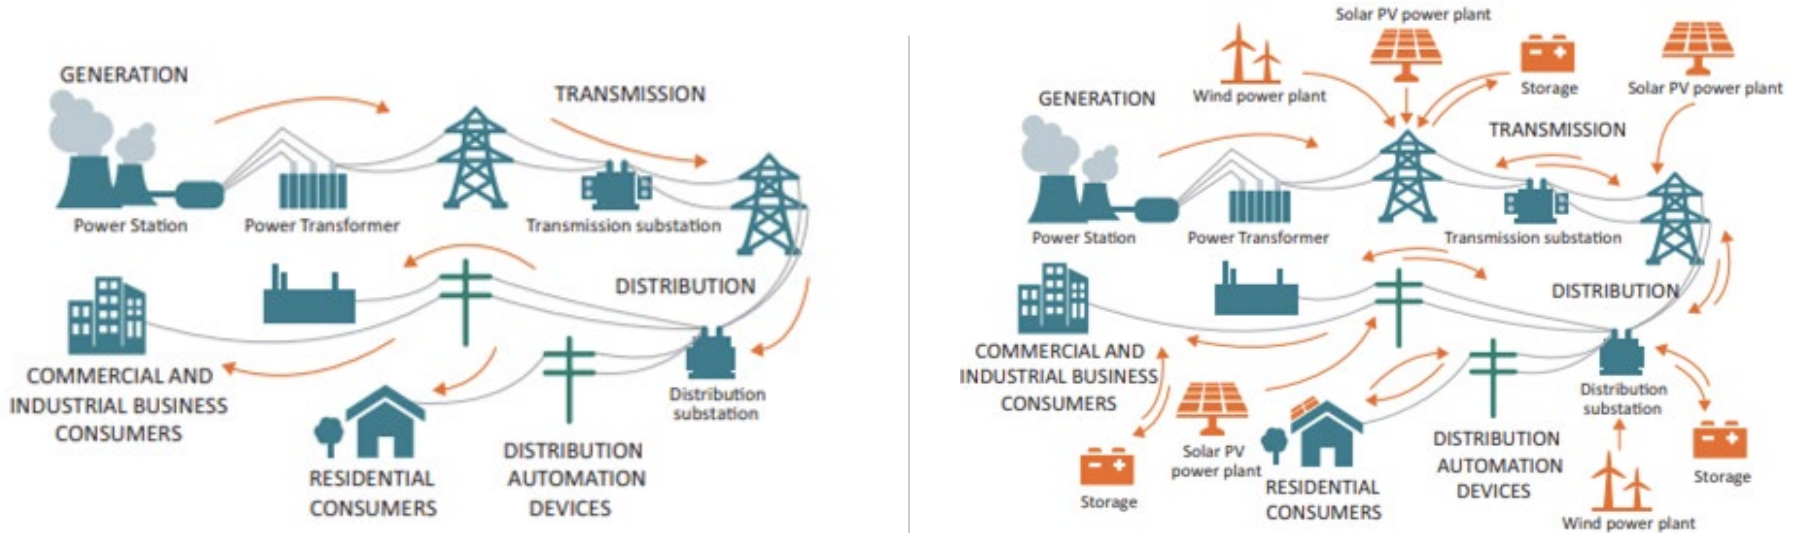 GENERATION
TRANSMISSION
Power Station
Power Transformer
Transmission substation
DISTRIBUTION
COMMERCIAL AND
INDUSTRIAL BUSINESS
CONSUMERS
Distribution
substation
RESIDENTIAL
CONSUMERS
DISTRIBUTION
AUTOMATION
DEVICES
Solar PV power plant
Wind power plant
Storage
Solar PV power plant
GENERATION
TRANSMISSION
Power Station
Power Transformer
Transmission substation
DISTRIBUTION
COMMERCIAL AND
INDUSTRIAL BUSINESS
CONSUMERS
Distribution
substation
Storage
Solar PV
power plant
RESIDENTIAL
CONSUMERS
DISTRIBUTION
AUTOMATION
DEVICES
Storage
Wind power plant